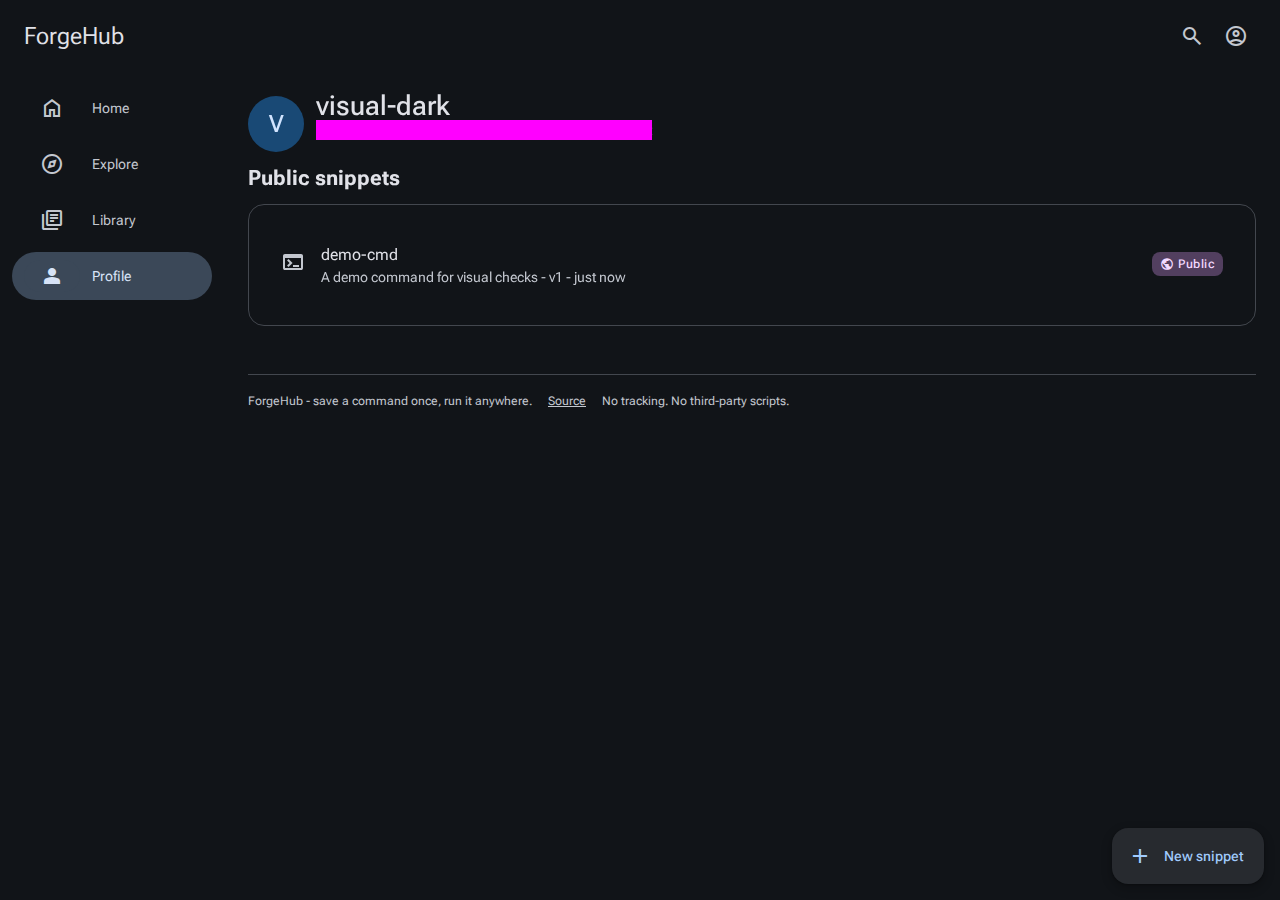 ForgeHub
Home
Explore
Library
Profile
V
visual-dark
Public snippets
demo-cmd
A demo command for visual checks - v1 - just now
Public
ForgeHub - save a command once, run it anywhere. Source No tracking. No third-party scripts.
New snippet